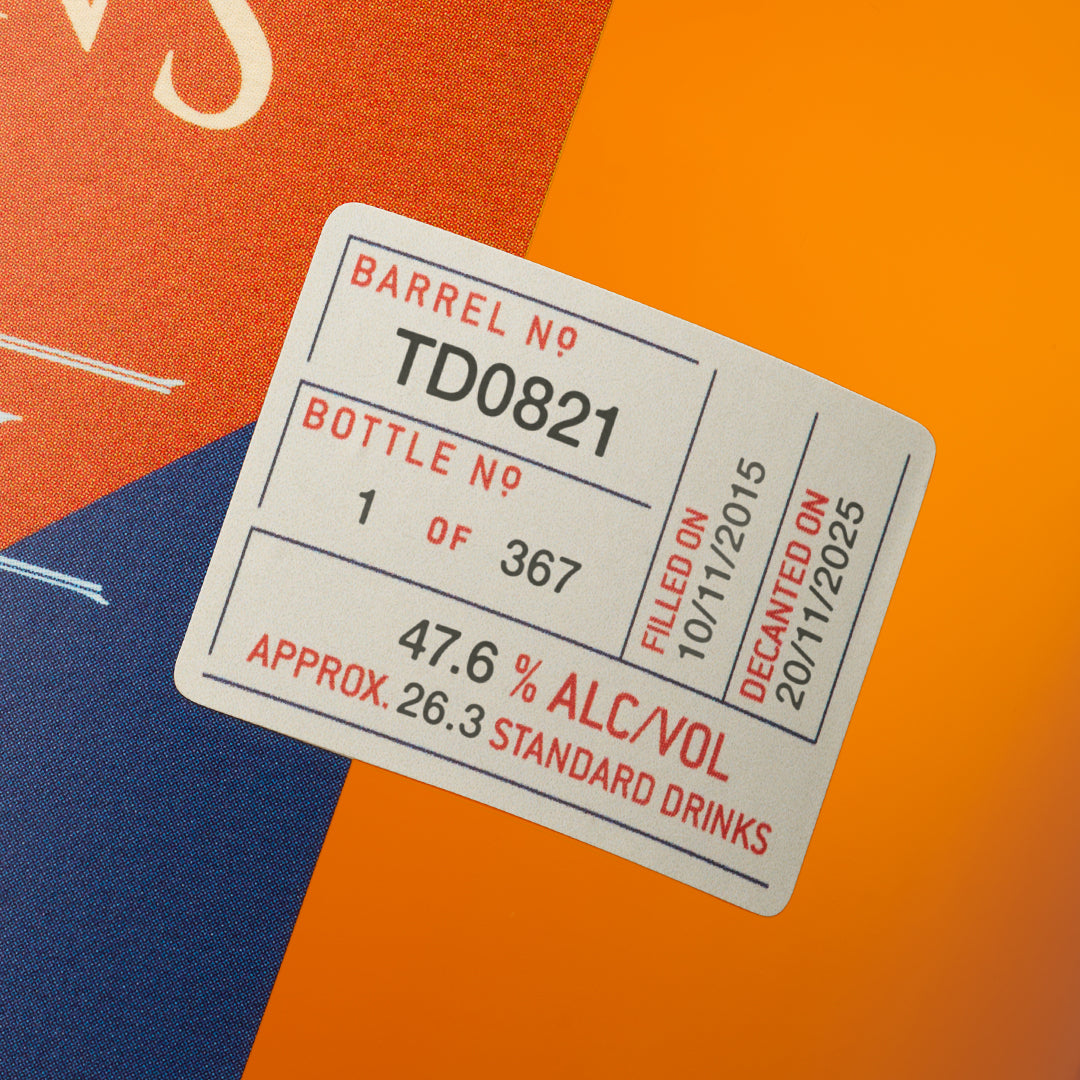 BARREL Nº
TD0821
BOTTLE Nº
1 OF 367
FILLED ON
10/11/2015
DECANTED ON
20/11/2025
47.6 % ALC/VOL
APPROX. 26.3 STANDARD DRINKS